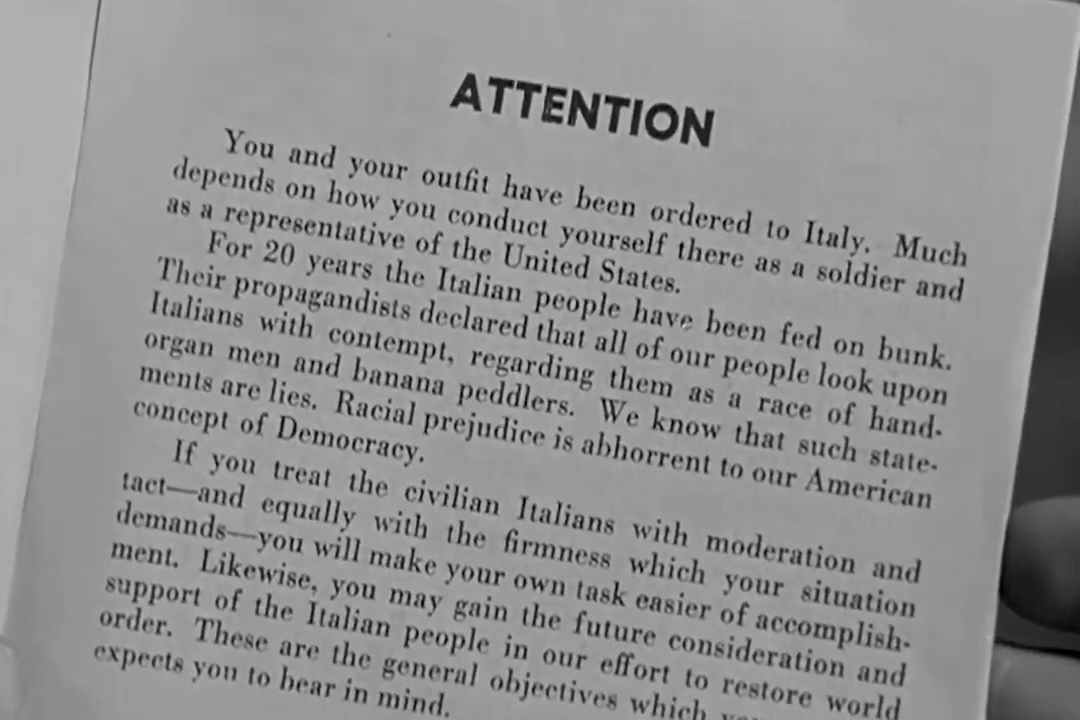 ATTENTION
You and your outfit have been ordered to Italy. Much
depends on how you conduct yourself there as a soldier and
as a representative of the United States.
For 20 years the Italian people have been fed on bunk.
Their propagandists declared that all of our people look upon
Italians with contempt, regarding them as a race of hand-
organ men and banana peddlers. We know that such state-
ments are lies. Racial prejudice is abhorrent to our American
concept of Democracy.
If you treat the civilian Italians with moderation and
tact—and equally with the firmness which your situation
demands—you will make your own task easier of accomplish-
ment. Likewise, you may gain the future consideration and
support of the Italian people in our effort to restore world
order. These are the general objectives which
expects you to bear in mind.